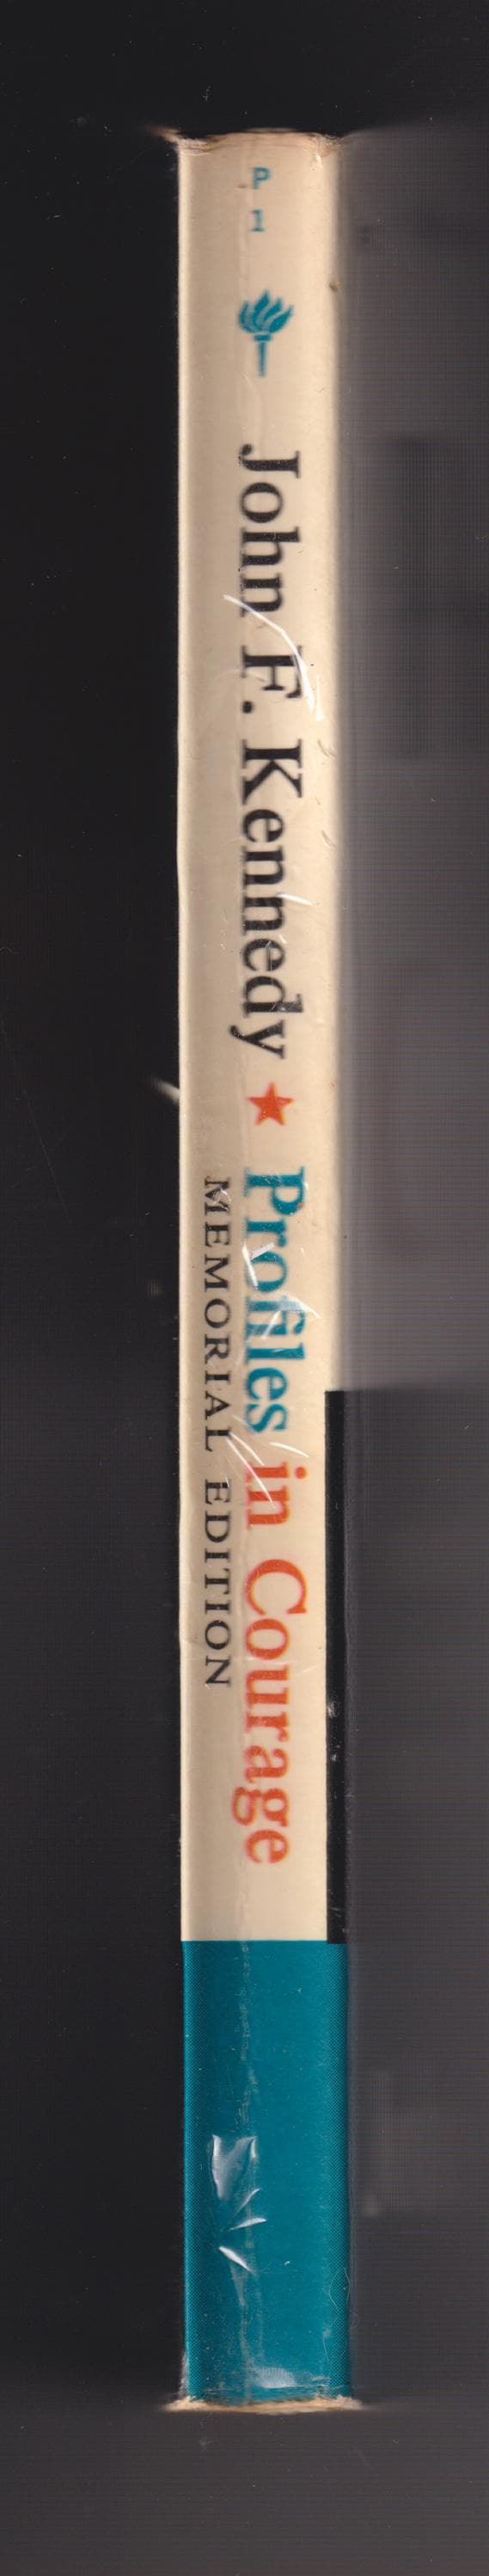 P
1
John F. Kennedy ★ Profiles in Courage
MEMORIAL EDITION